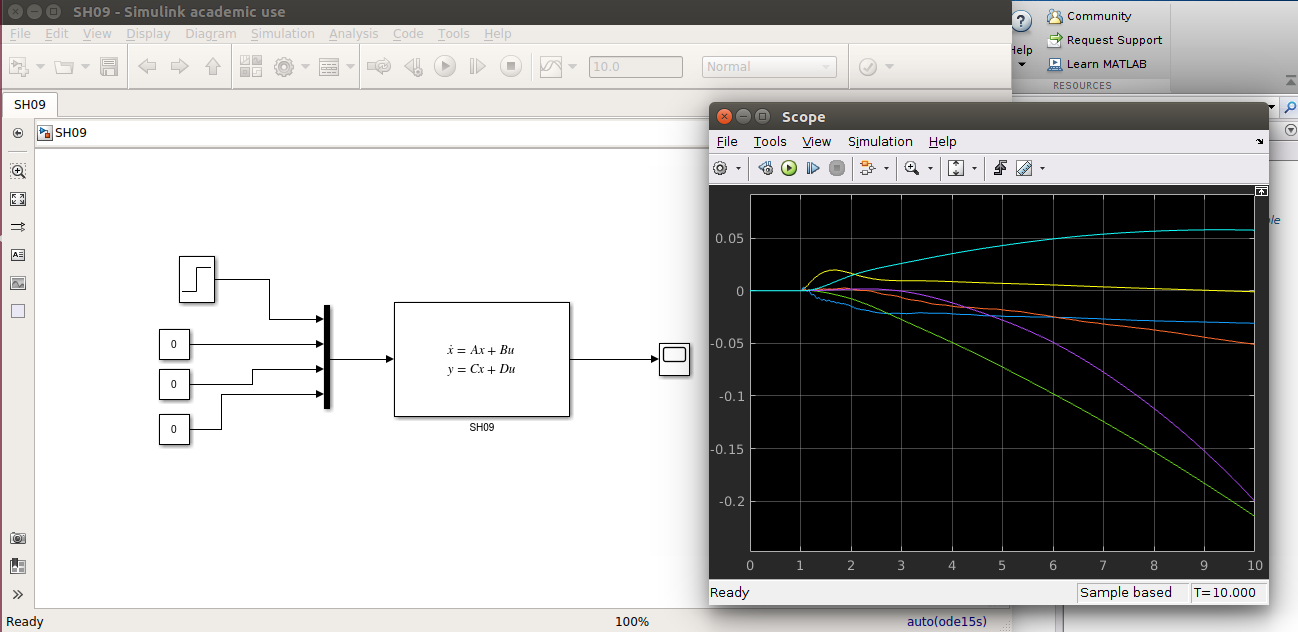 SH09 - Simulink academic use
File Edit View Display Diagram Simulation Analysis Code Tools Help
10.0 Normal
SH09
SH09
0
0
0
ẋ = Ax + Bu
y = Cx + Du
SH09
Ready 100% auto(ode15s)
?
Community
Request Support
Help
Learn MATLAB
RESOURCES
Scope
File Tools View Simulation Help
0.05
0
-0.05
-0.1
-0.15
-0.2
0 1 2 3 4 5 6 7 8 9 10
Ready Sample based T=10.000